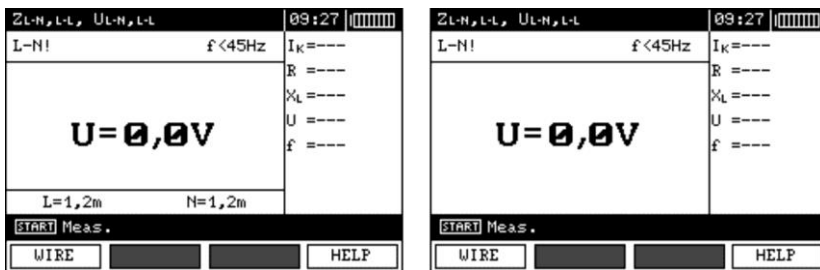 ZL-N,L-L, UL-N,L-L 09:27
L-N! f<45Hz
U=0,0V
L=1,2m N=1,2m
IK=---
R =---
XL=---
U =---
f =---
START Meas.
WIRE HELP
ZL-N,L-L, UL-N,L-L 09:27
L-N! f<45Hz
U=0,0V
IK=---
R =---
XL=---
U =---
f =---
START Meas.
WIRE HELP